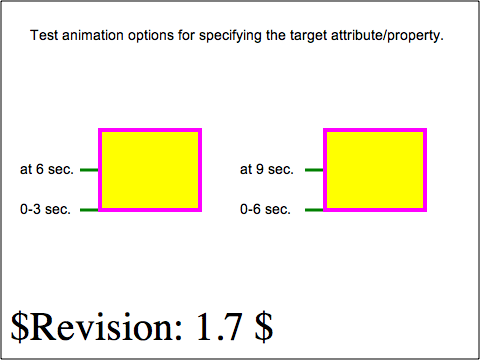 Test animation options for specifying the target attribute/property.
at 6 sec.
at 9 sec.
0-3 sec.
0-6 sec.
$Revision: 1.7 $